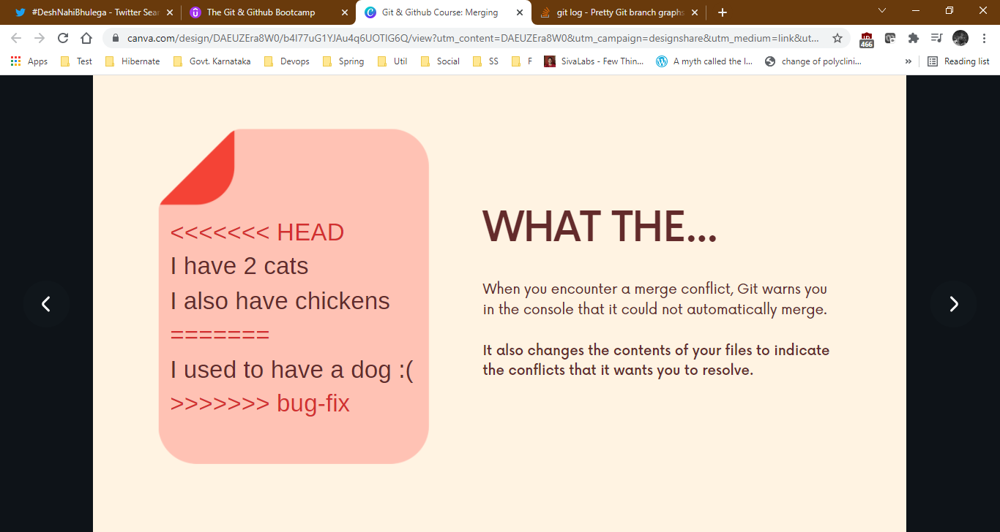 #DeshNahiBhulega - Twitter Sear
The Git & Github Bootcamp
Git & Github Course: Merging
git log - Pretty Git branch graphs
canva.com/design/DAEUZEra8W0/b4I77uG1YJAu4q6UOTIG6Q/view?utm_content=DAEUZEra8W0&utm_campaign=designshare&utm_medium=link&ut...
466
Apps
Test
Hibernate
Govt. Karnataka
Devops
Spring
Util
Social
SS
F
SivaLabs - Few Thin...
A myth called the I...
change of polyclini...
»
Reading list
<<<<<<< HEAD
I have 2 cats
I also have chickens
=======
I used to have a dog :(
>>>>>>> bug-fix
WHAT THE...
When you encounter a merge conflict, Git warns you
in the console that it could not automatically merge.
It also changes the contents of your files to indicate
the conflicts that it wants you to resolve.